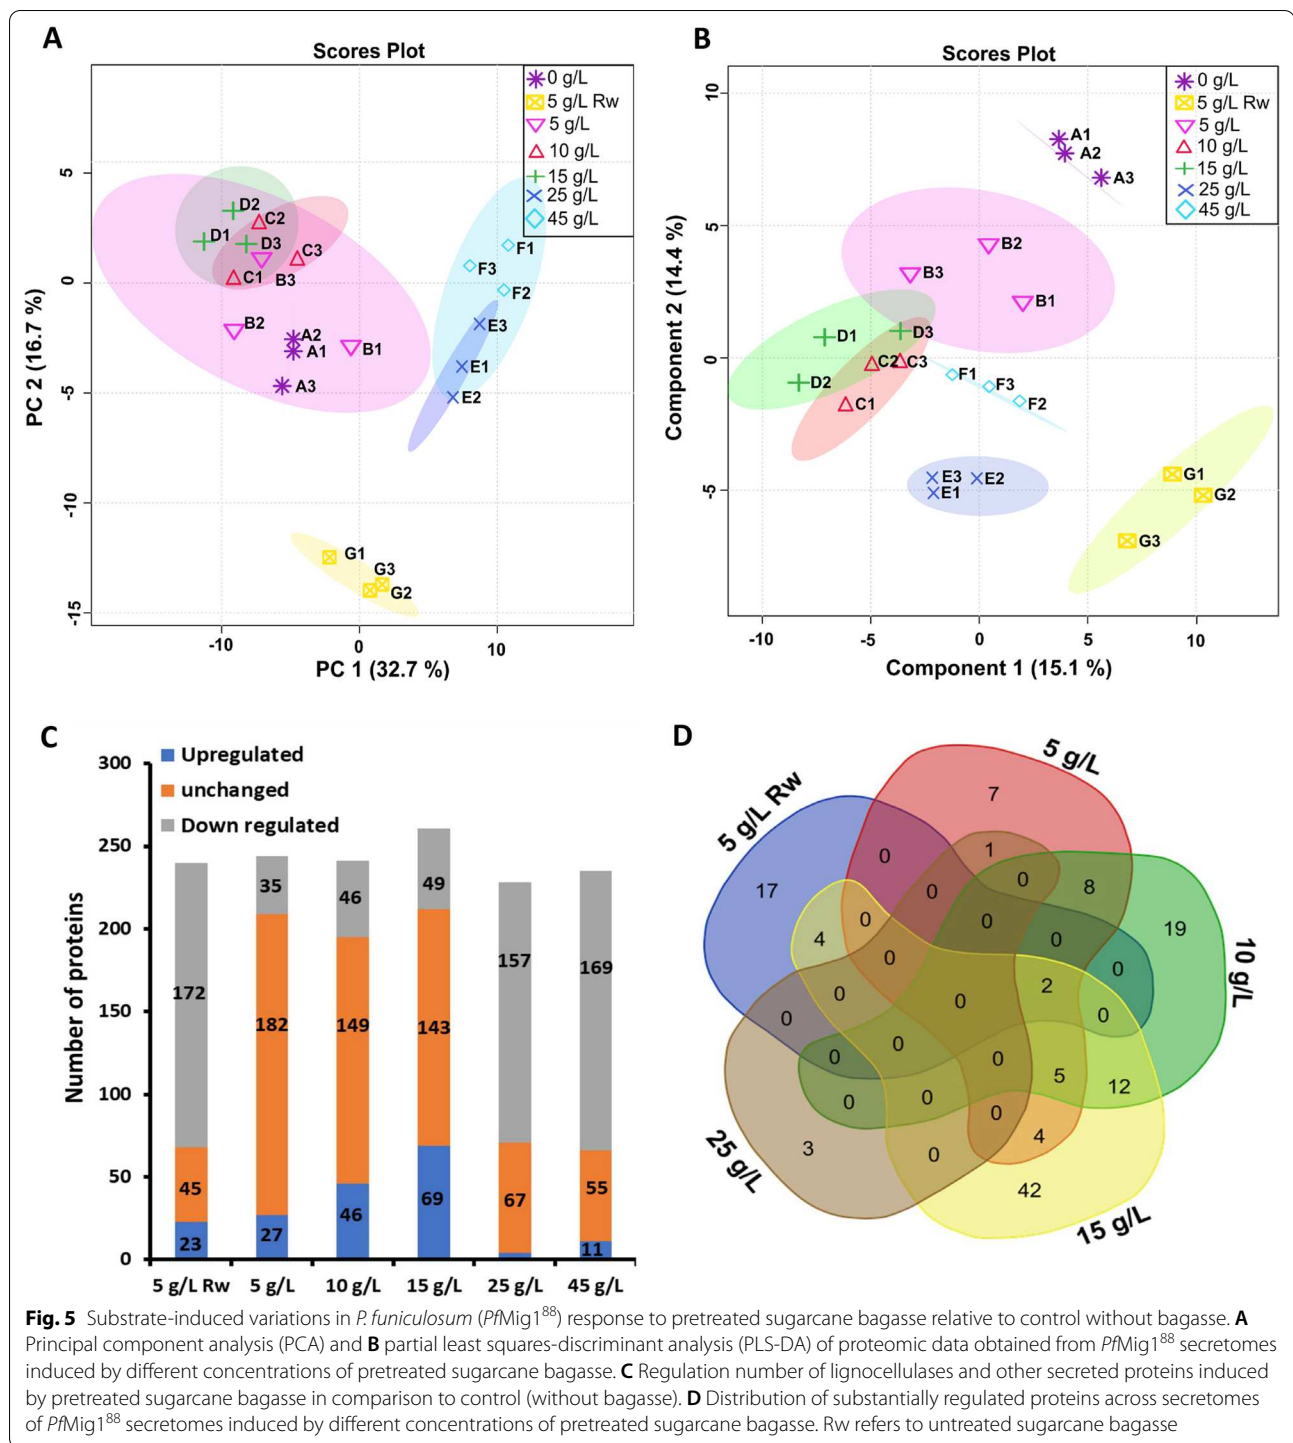 A
Scores Plot
0 g/L
5 g/L Rw
5 g/L
10 g/L
15 g/L
25 g/L
45 g/L
PC 2 (16.7 %)
5
0
-5
-10
-15
D2
C2
D1
D3
C3
C1
B3
B2
A2
A1
B1
A3
F1
F3
F2
E3
E1
E2
G1
G3
G2
-10
0
10
PC 1 (32.7 %)
B
Scores Plot
0 g/L
5 g/L Rw
5 g/L
10 g/L
15 g/L
25 g/L
45 g/L
Component 2 (14.4 %)
10
5
0
-5
A1
A2
A3
B2
B3
B1
D1
D3
C2
C3
D2
C1
F1
F3
F2
E3
E2
E1
G1
G2
G3
-10
-5
0
5
10
Component 1 (15.1 %)
C
Upregulated
unchanged
Down regulated
Number of proteins
300
250
200
150
100
50
0
172
45
23
35
182
27
46
149
46
49
143
69
157
67
169
55
11
5 g/L Rw
5 g/L
10 g/L
15 g/L
25 g/L
45 g/L
D
5 g/L Rw
5 g/L
10 g/L
15 g/L
25 g/L
7
0
1
17
0
0
8
4
0
0
0
19
0
0
0
0
2
0
0
0
0
0
0
0
5
12
0
0
0
3
0
4
42
Fig. 5 Substrate-induced variations in P. funiculosum (PfMig1⁸⁸) response to pretreated sugarcane bagasse relative to control without bagasse. A
Principal component analysis (PCA) and B partial least squares-discriminant analysis (PLS-DA) of proteomic data obtained from PfMig1⁸⁸ secretomes
induced by different concentrations of pretreated sugarcane bagasse. C Regulation number of lignocellulases and other secreted proteins induced
by pretreated sugarcane bagasse in comparison to control (without bagasse). D Distribution of substantially regulated proteins across secretomes
of PfMig1⁸⁸ secretomes induced by different concentrations of pretreated sugarcane bagasse. Rw refers to untreated sugarcane bagasse